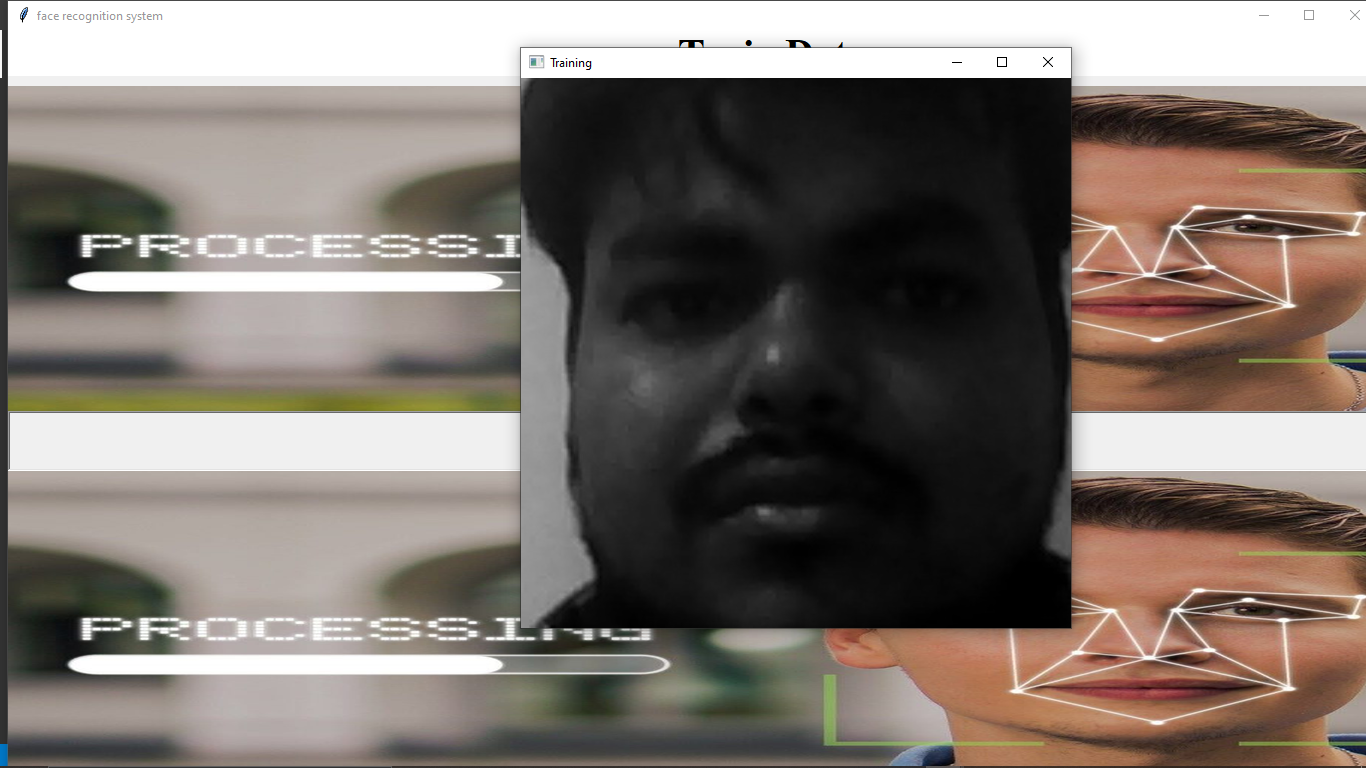 face recognition system
Training
PROCESSING